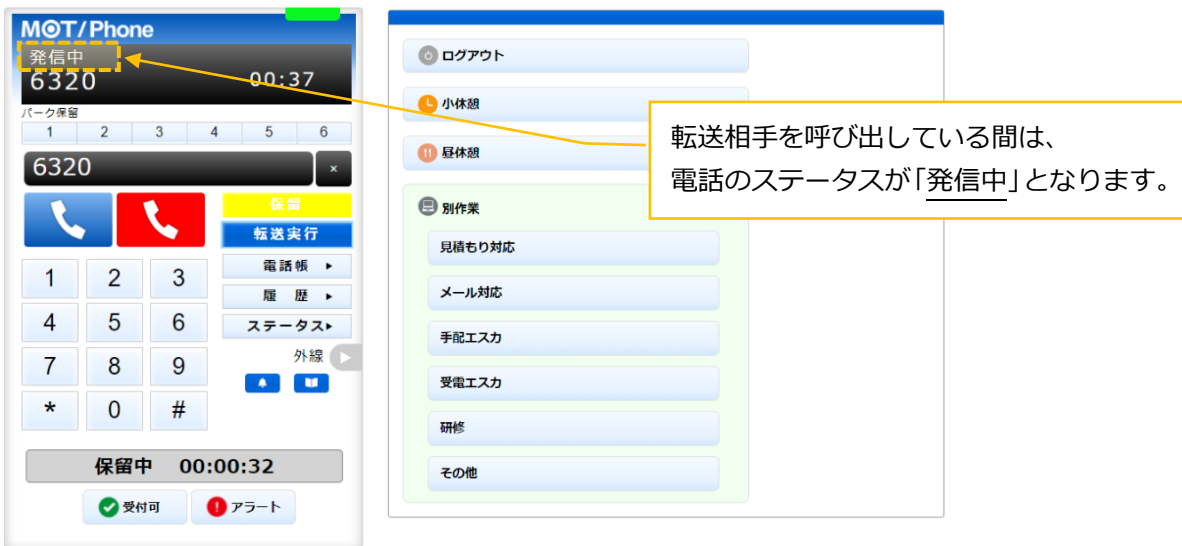 MOT/Phone
発信中
6320 00:37
パーク保留
1 2 3 4 5 6
6320 ×
保留
転送実行
電話帳
履 歴
ステータス
外線
1 2 3
4 5 6
7 8 9
* 0 #
保留中 00:00:32
受付可 アラート
ログアウト
小休憩
昼休憩
別作業
見積もり対応
メール対応
手配エスカ
受電エスカ
研修
その他
転送相手を呼び出している間は、
電話のステータスが「発信中」となります。